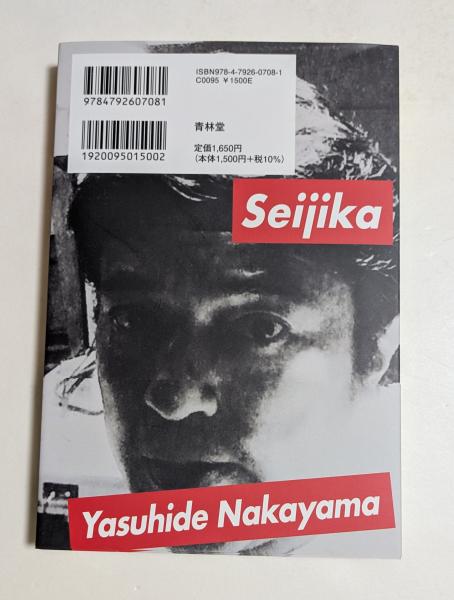 ISBN978-4-7926-0708-1
C0095 ¥1500E
9784792607081
青林堂
定価1,650円
(本体1,500円+税10%)
1920095015002
Seijika
Yasuhide Nakayama